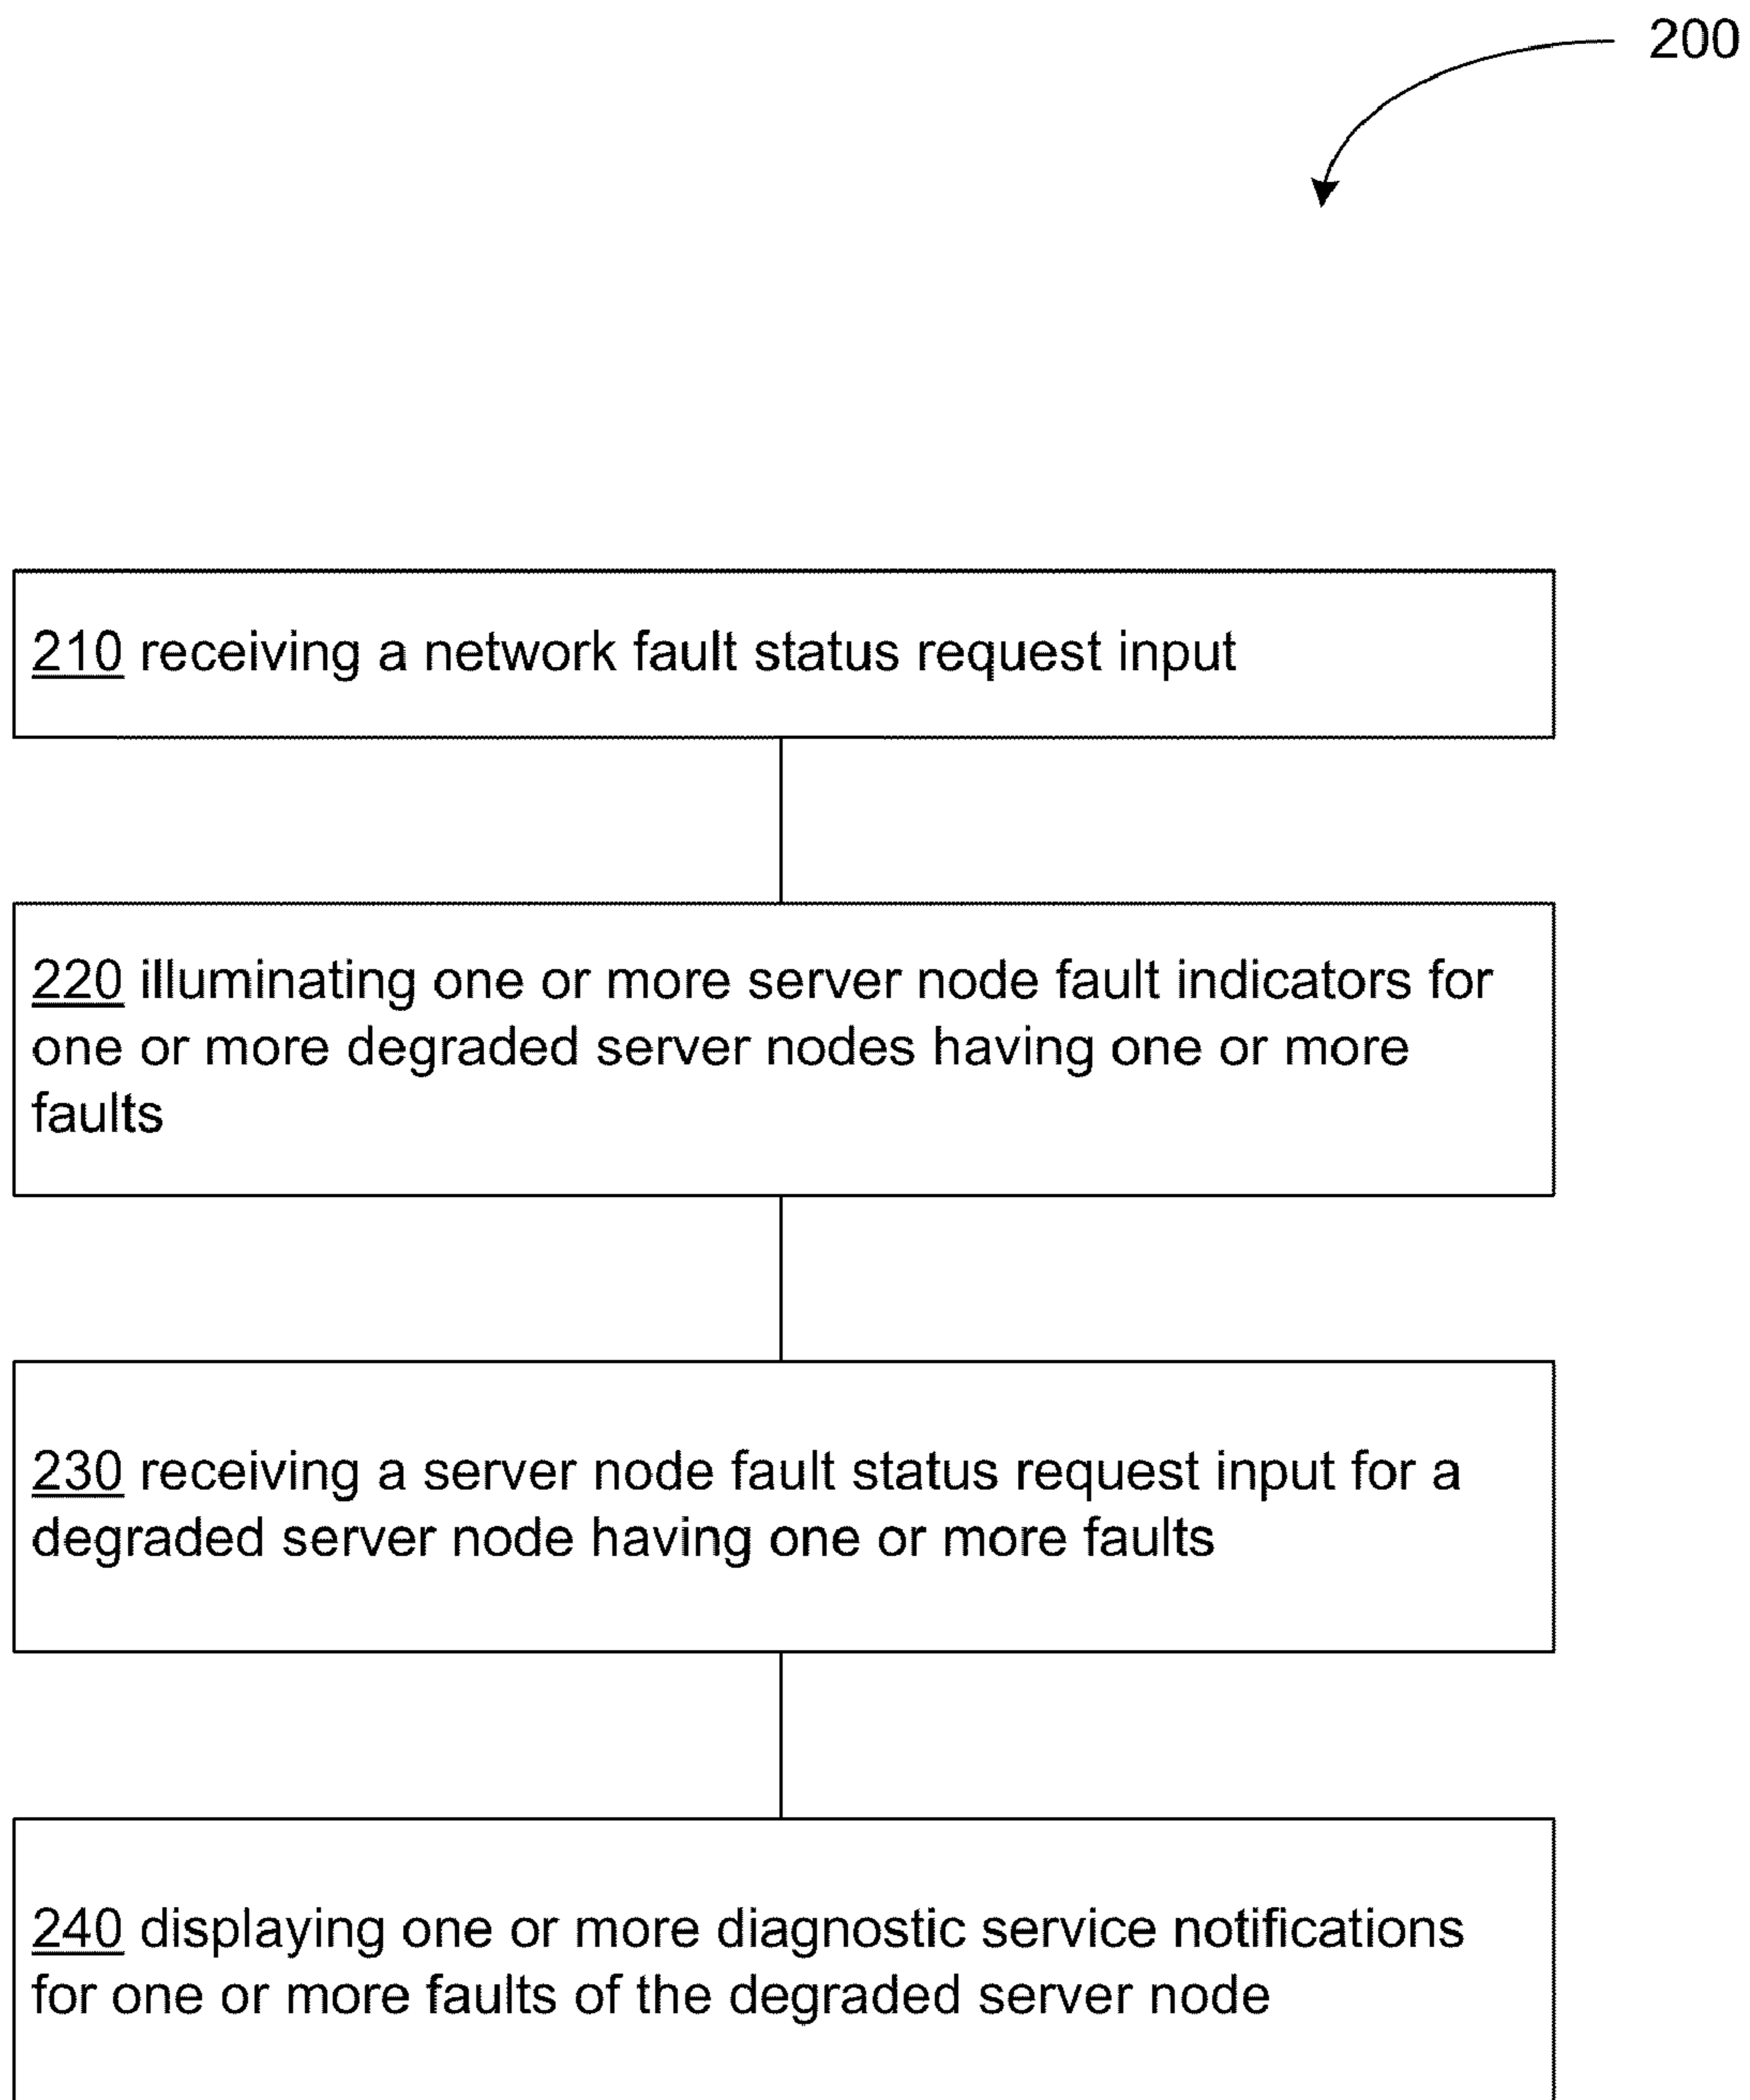 200
210 receiving a network fault status request input
220 illuminating one or more server node fault indicators for
one or more degraded server nodes having one or more
faults
230 receiving a server node fault status request input for a
degraded server node having one or more faults
240 displaying one or more diagnostic service notifications
for one or more faults of the degraded server node